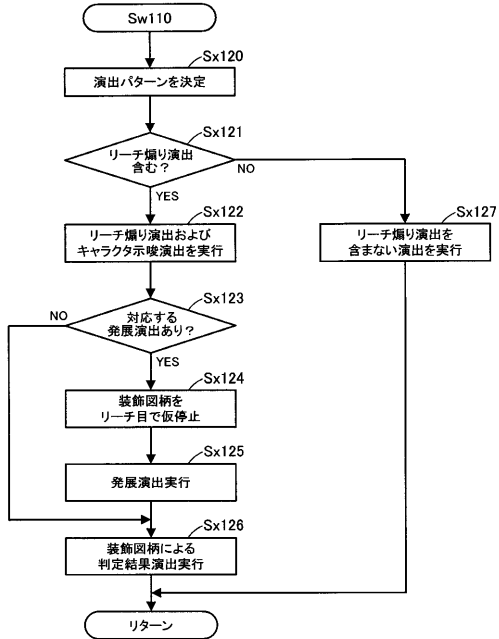 Sw110
Sx120
演出パターンを決定
Sx121
リーチ煽り演出
含む？
NO
YES
Sx122
リーチ煽り演出および
キャラクタ示唆演出を実行
Sx127
リーチ煽り演出を
含まない演出を実行
Sx123
NO
対応する
発展演出あり？
YES
Sx124
装飾図柄を
リーチ目で仮停止
Sx125
発展演出実行
Sx126
装飾図柄による
判定結果演出実行
リターン